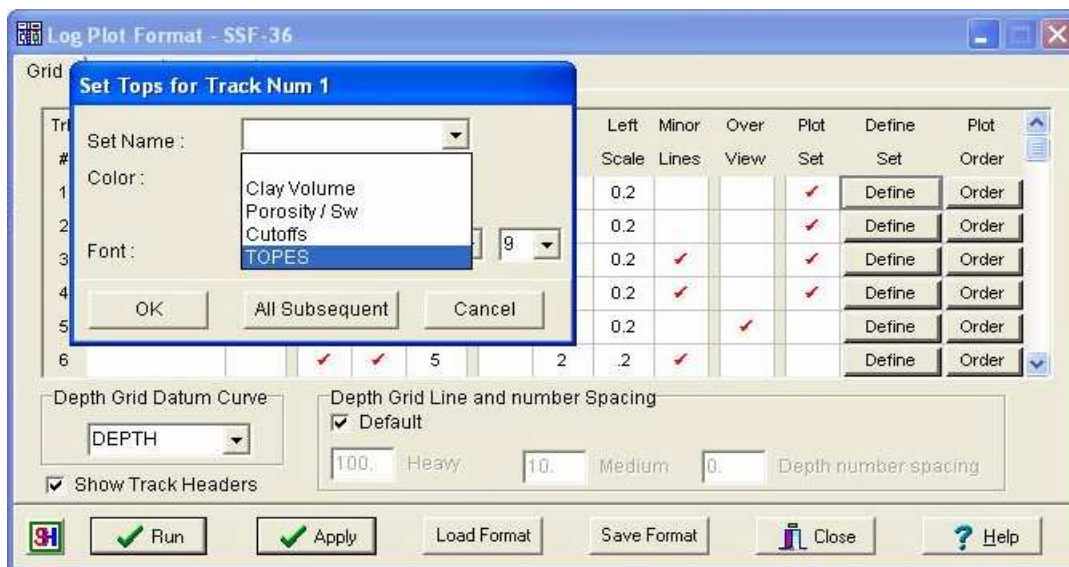 Log Plot Format - SSF-36
Grid
Set Tops for Track Num 1
Set Name :
Color :
Clay Volume
Porosity / Sw
Cutoffs
TOPES
Font :
9
OK All Subsequent Cancel
Left Minor Over Plot Define Plot
# Scale Lines View Set Set Order
1 0.2 Define Order
2 0.2 Define Order
3 0.2 Define Order
4 0.2 Define Order
5 0.2 Define Order
6 5 2 .2 Define Order
Depth Grid Datum Curve
DEPTH
Show Track Headers
Depth Grid Line and number Spacing
Default
100. Heavy 10. Medium 0. Depth number spacing
Run Apply Load Format Save Format Close Help